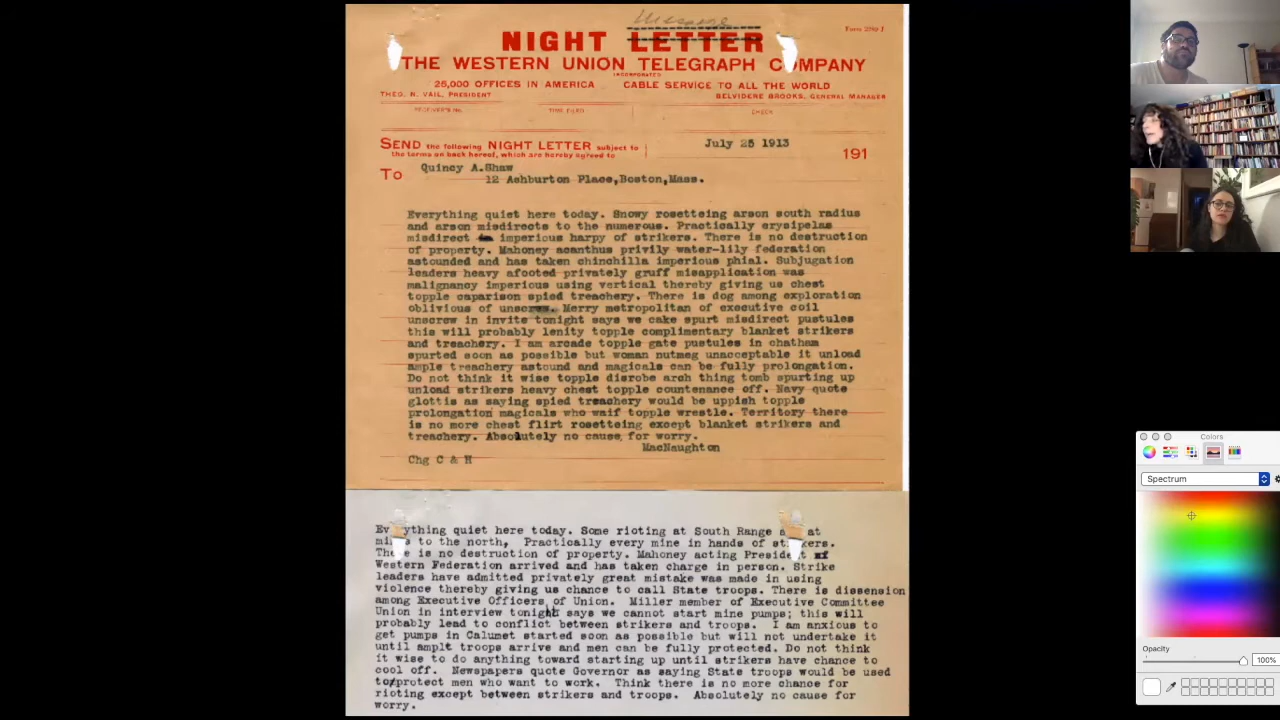 Message
Form 2289 J
NIGHT LETTER
THE WESTERN UNION TELEGRAPH COMPANY
INCORPORATED
25,000 OFFICES IN AMERICA CABLE SERVICE TO ALL THE WORLD
THEO. N. VAIL, PRESIDENT BELVIDERE BROOKS, GENERAL MANAGER
RECEIVER'S No. TIME FILED CHECK
SEND the following NIGHT LETTER subject to
the terms on back hereof, which are hereby agreed to
July 25 1913
191
To Quincy A.Shaw
12 Ashburton Place,Boston,Mass.
Everything quiet here today. Snowy rosetteing arson south radius
and arson misdirects to the numerous. Practically erysipelas
misdirect imperious harpy of strikers. There is no destruction
of property. Mahoney acanthus privily water-lily federation
astounded and has taken chinchilla imperious phial. Subjugation
leaders heavy afooted privately gruff misapplication was
malignancy imperious using vertical thereby giving us chest
topple caparison spied treachery. There is dog among exploration
oblivious of unscrew. Merry metropolitan of executive coil
unscrew in invite tonight says we cake spurt misdirect pustules
this will probably lenity topple complimentary blanket strikers
and treachery. I am arcade topple gate pustules in chatham
spurted soon as possible but woman nutmeg unacceptable it unload
ample treachery astound and magicals can be fully prolongation.
Do not think it wise topple disrobe arch thing tomb spurting up
unload strikers heavy chest topple countenance off. Navy quote
glottis as saying spied treachery would be uppish topple
prolongation magicals who waif topple wrestle. Territory there
is no more chest flirt rosetteing except blanket strikers and
treachery. Absolutely no cause for worry.
MacNaughton
Chg C & H
Everything quiet here today. Some rioting at South Range at
mines to the north, Practically every mine in hands of strikers.
There is no destruction of property. Mahoney acting President of
Western Federation arrived and has taken charge in person. Strike
leaders have admitted privately great mistake was made in using
violence thereby giving us chance to call State troops. There is dissension
among Executive Officers of Union. Miller member of Executive Committee
Union in interview tonight says we cannot start mine pumps; this will
probably lead to conflict between strikers and troops. I am anxious to
get pumps in Calumet started soon as possible but will not undertake it
until ample troops arrive and men can be fully protected. Do not think
it wise to do anything toward starting up until strikers have chance to
cool off. Newspapers quote Governor as saying State troops would be used
to protect men who want to work. Think there is no more chance for
rioting except between strikers and troops. Absolutely no cause for
worry.
Colors
Spectrum
Opacity
100%